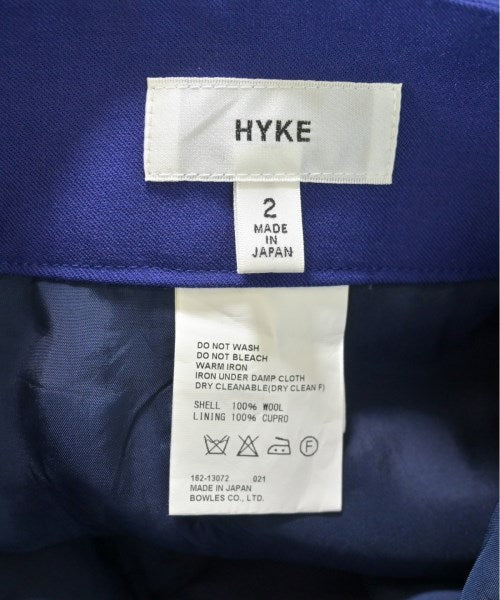 HYKE
2
MADE
IN
JAPAN
DO NOT WASH
DO NOT BLEACH
WARM IRON
IRON UNDER DAMP CLOTH
DRY CLEANABLE(DRY CLEAN F)
SHELL 100% WOOL
LINING 100% CUPRO
F
162-13072 021
MADE IN JAPAN
BOWLES CO., LTD.